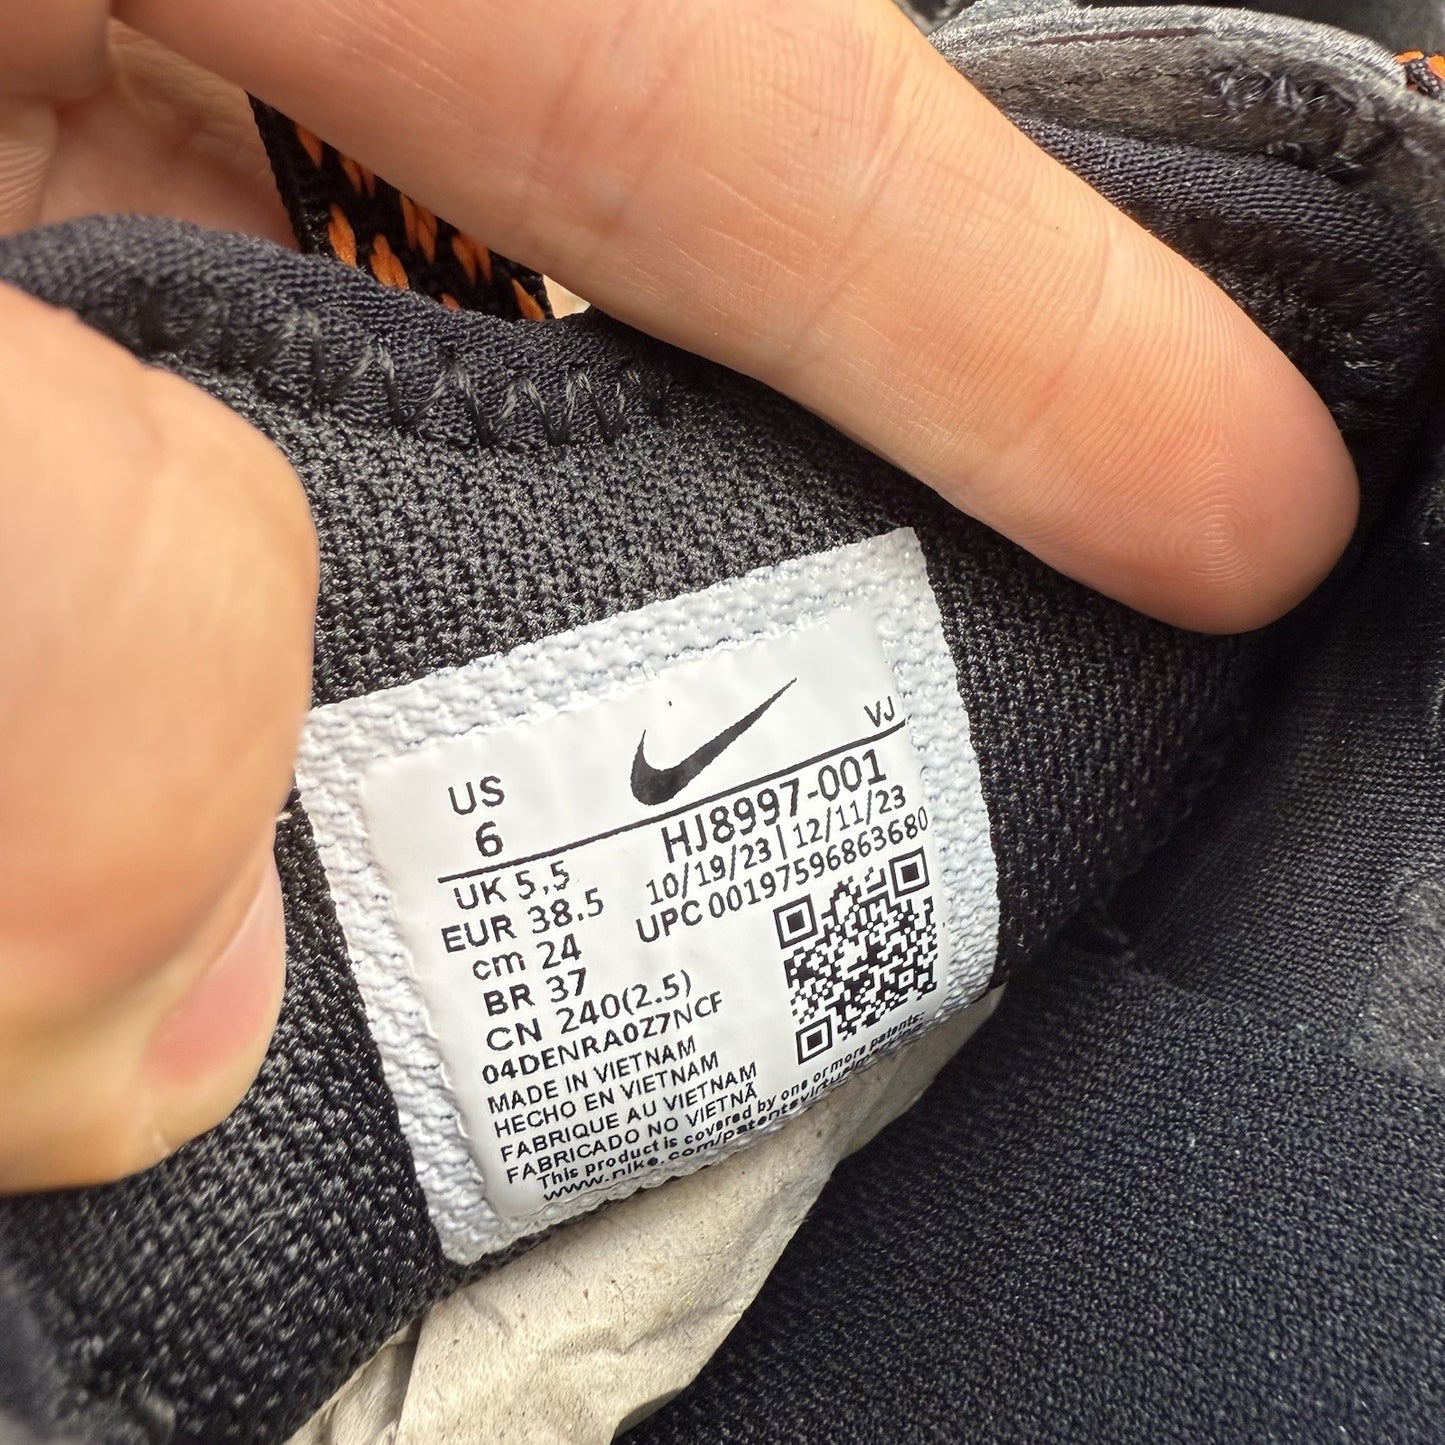 VJ
US
6
HJ8997-001
10/19/23 | 12/11/23
UPC 00197596863680
UK 5,5
EUR 38.5
cm 24
BR 37
CN 240(2.5)
04DENRA0Z7NCF
MADE IN VIETNAM
HECHO EN VIETNAM
FABRIQUE AU VIETNAM
FABRICADO NO VIETNÃ
This product is covered by one or more patents:
www.nike.com/patents